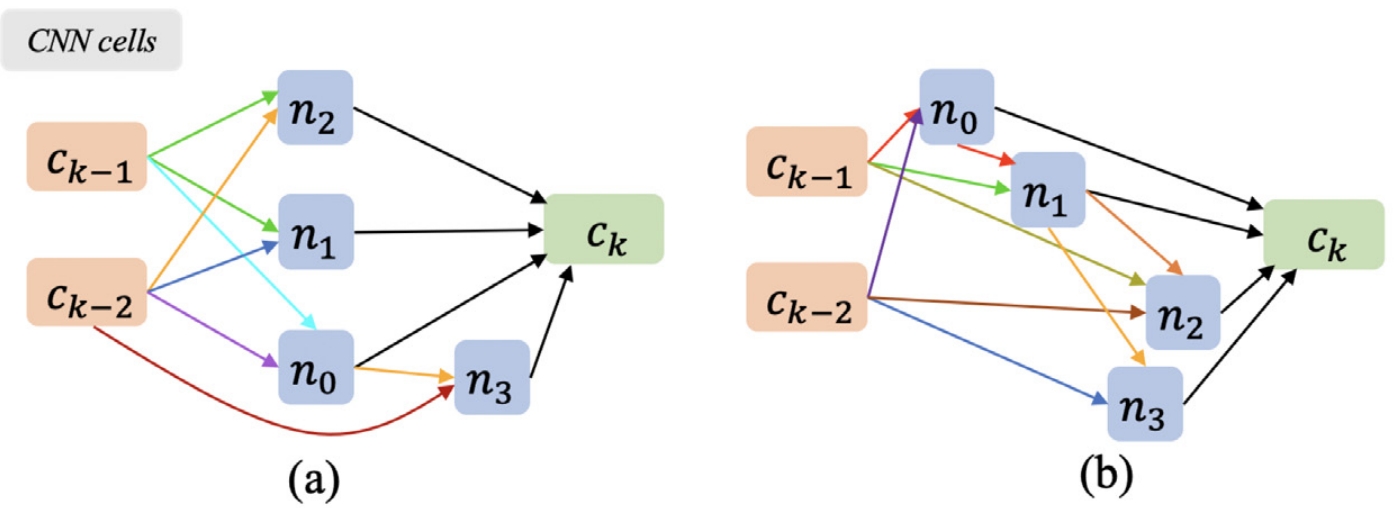 CNN cells
c_{k-1}
c_{k-2}
n_2
n_1
n_0
n_3
c_k
(a)
c_{k-1}
c_{k-2}
n_0
n_1
n_2
n_3
c_k
(b)